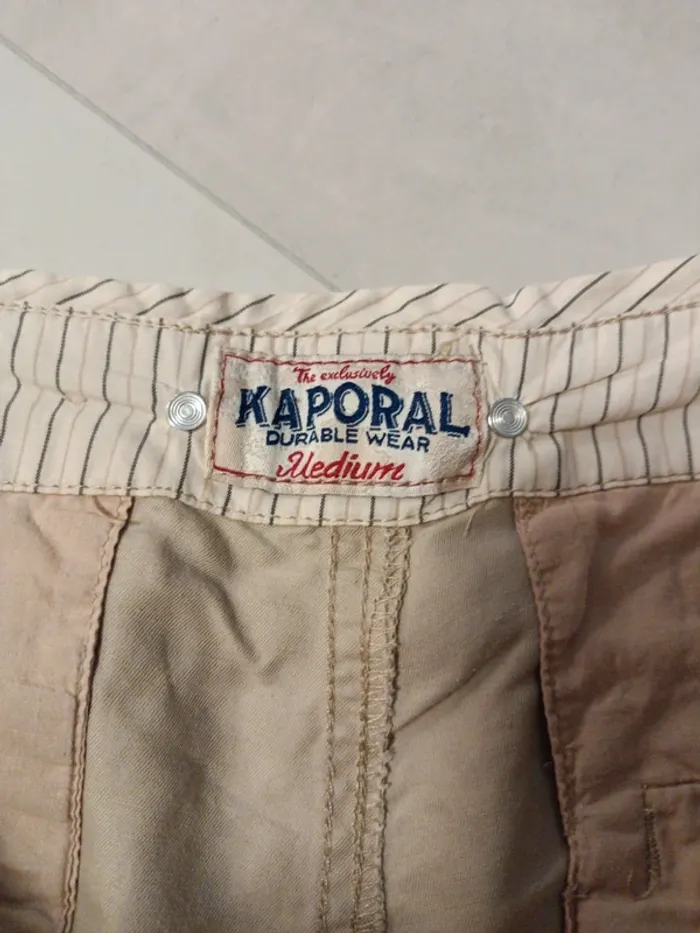 The exclusively
KAPORAL
DURABLE WEAR
Medium